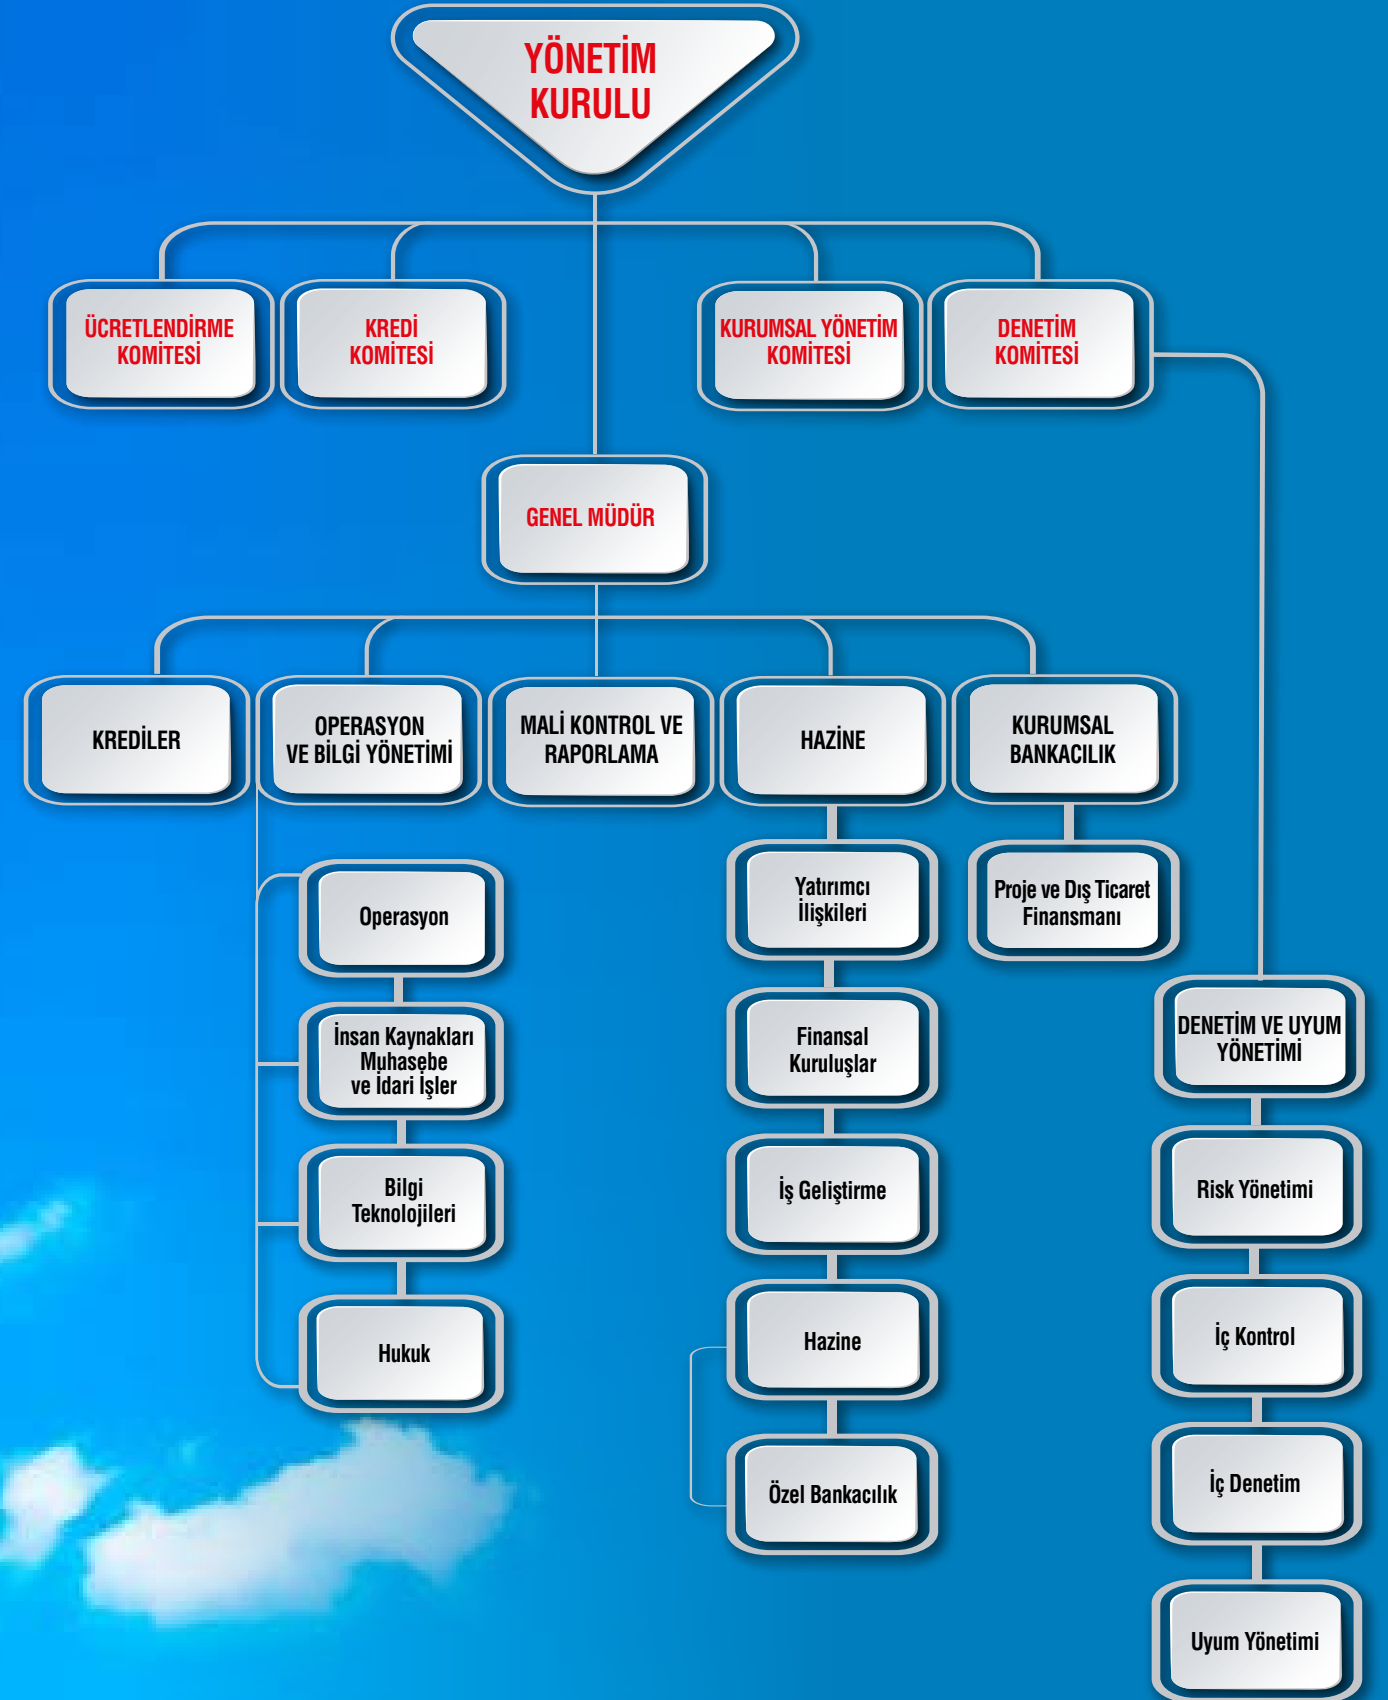 YÖNETİM
KURULU
ÜCRETLENDİRME
KOMİTESİ
KREDİ
KOMİTESİ
KURUMSAL YÖNETİM
KOMİTESİ
DENETİM
KOMİTESİ
GENEL MÜDÜR
KREDİLER
OPERASYON
VE BİLGİ YÖNETİMİ
MALİ KONTROL VE
RAPORLAMA
HAZİNE
KURUMSAL
BANKACILIK
Operasyon
İnsan Kaynakları
Muhasebe
ve İdari İşler
Bilgi
Teknolojileri
Hukuk
Yatırımcı
İlişkileri
Finansal
Kuruluşlar
İş Geliştirme
Hazine
Özel Bankacılık
Proje ve Dış Ticaret
Finansmanı
DENETİM VE UYUM
YÖNETİMİ
Risk Yönetimi
İç Kontrol
İç Denetim
Uyum Yönetimi